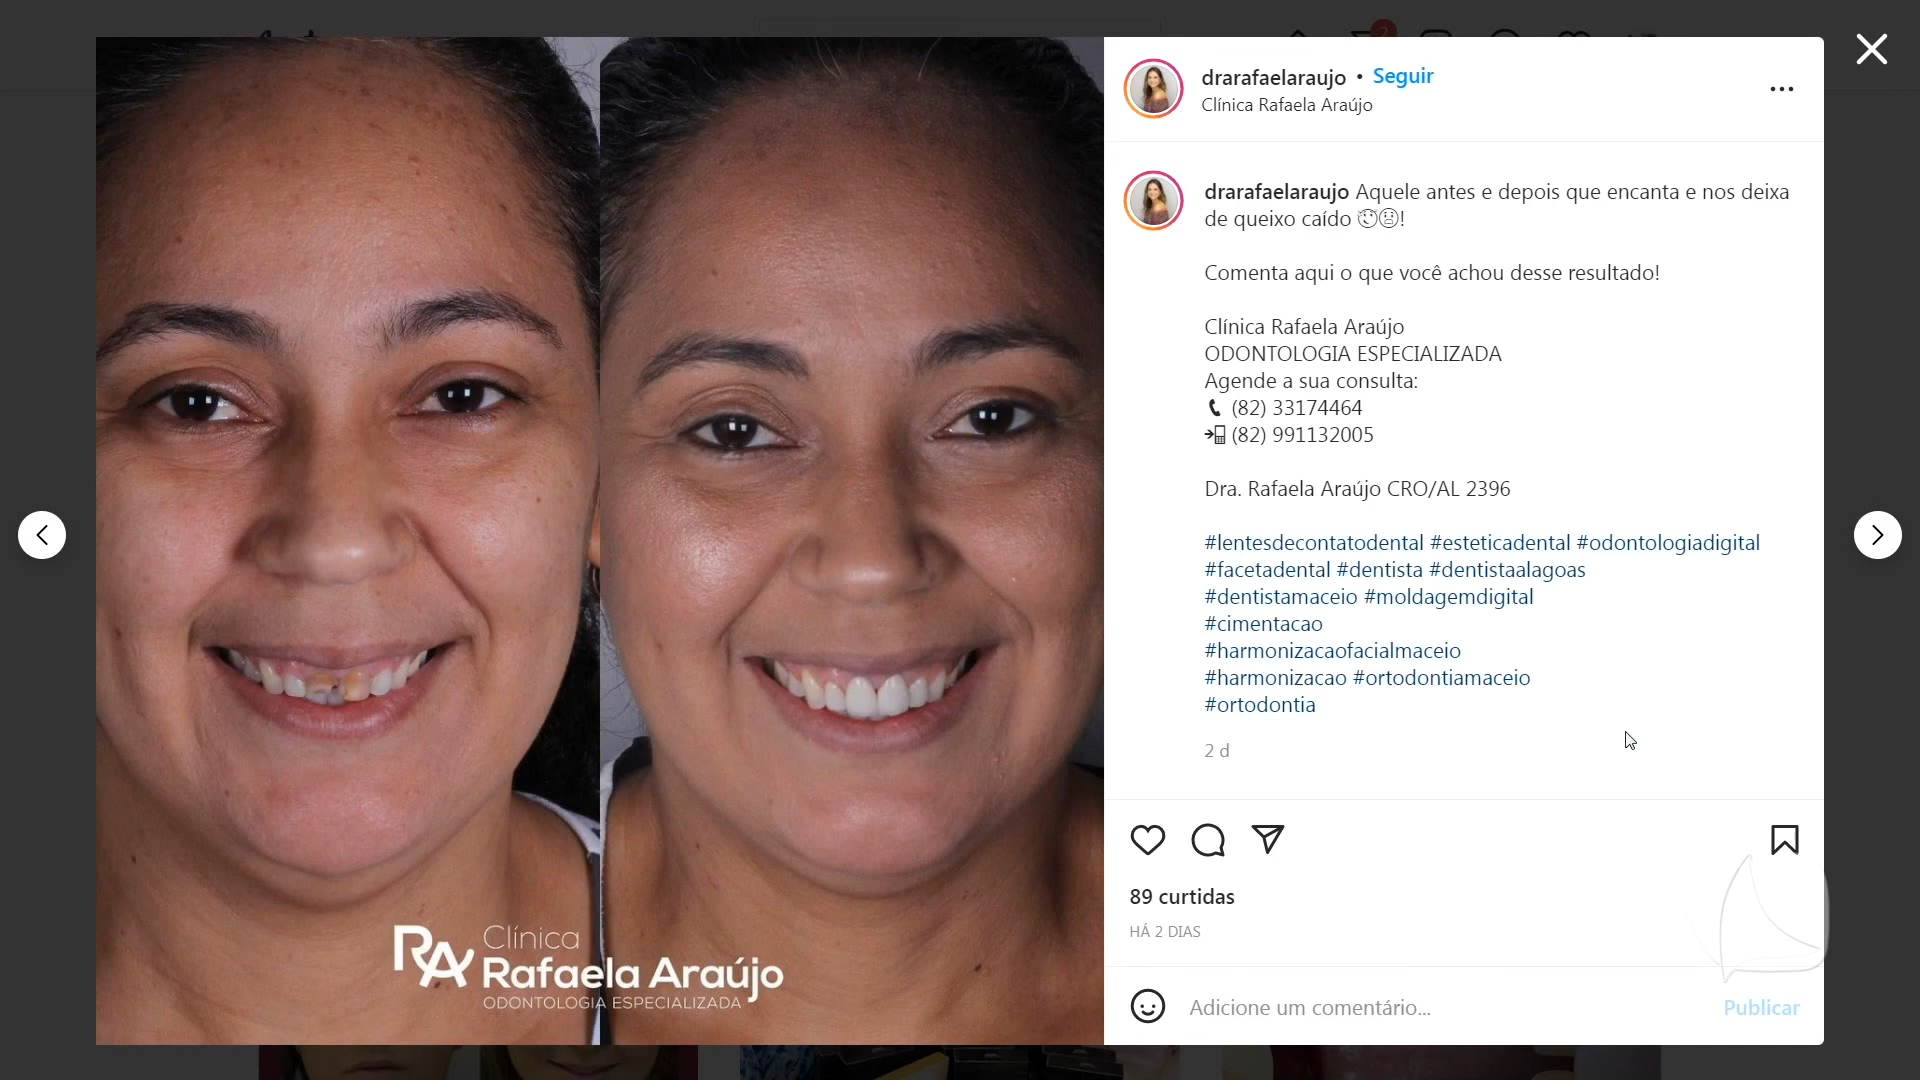 drarafaelaraujo • Seguir
Clínica Rafaela Araújo
drarafaelaraujo Aquele antes e depois que encanta e nos deixa
de queixo caído 😇😧!
Comenta aqui o que você achou desse resultado!
Clínica Rafaela Araújo
ODONTOLOGIA ESPECIALIZADA
Agende a sua consulta:
📞 (82) 33174464
📲 (82) 991132005
Dra. Rafaela Araújo CRO/AL 2396
#lentesdecontatodental #esteticadental #odontologiadigital
#facetadental #dentista #dentistaalagoas
#dentistamaceio #moldagemdigital
#cimentacao
#harmonizacaofacialmaceio
#harmonizacao #ortodontiamaceio
#ortodontia
2 d
89 curtidas
HÁ 2 DIAS
Adicione um comentário... Publicar
RA Clínica
Rafaela Araújo
ODONTOLOGIA ESPECIALIZADA